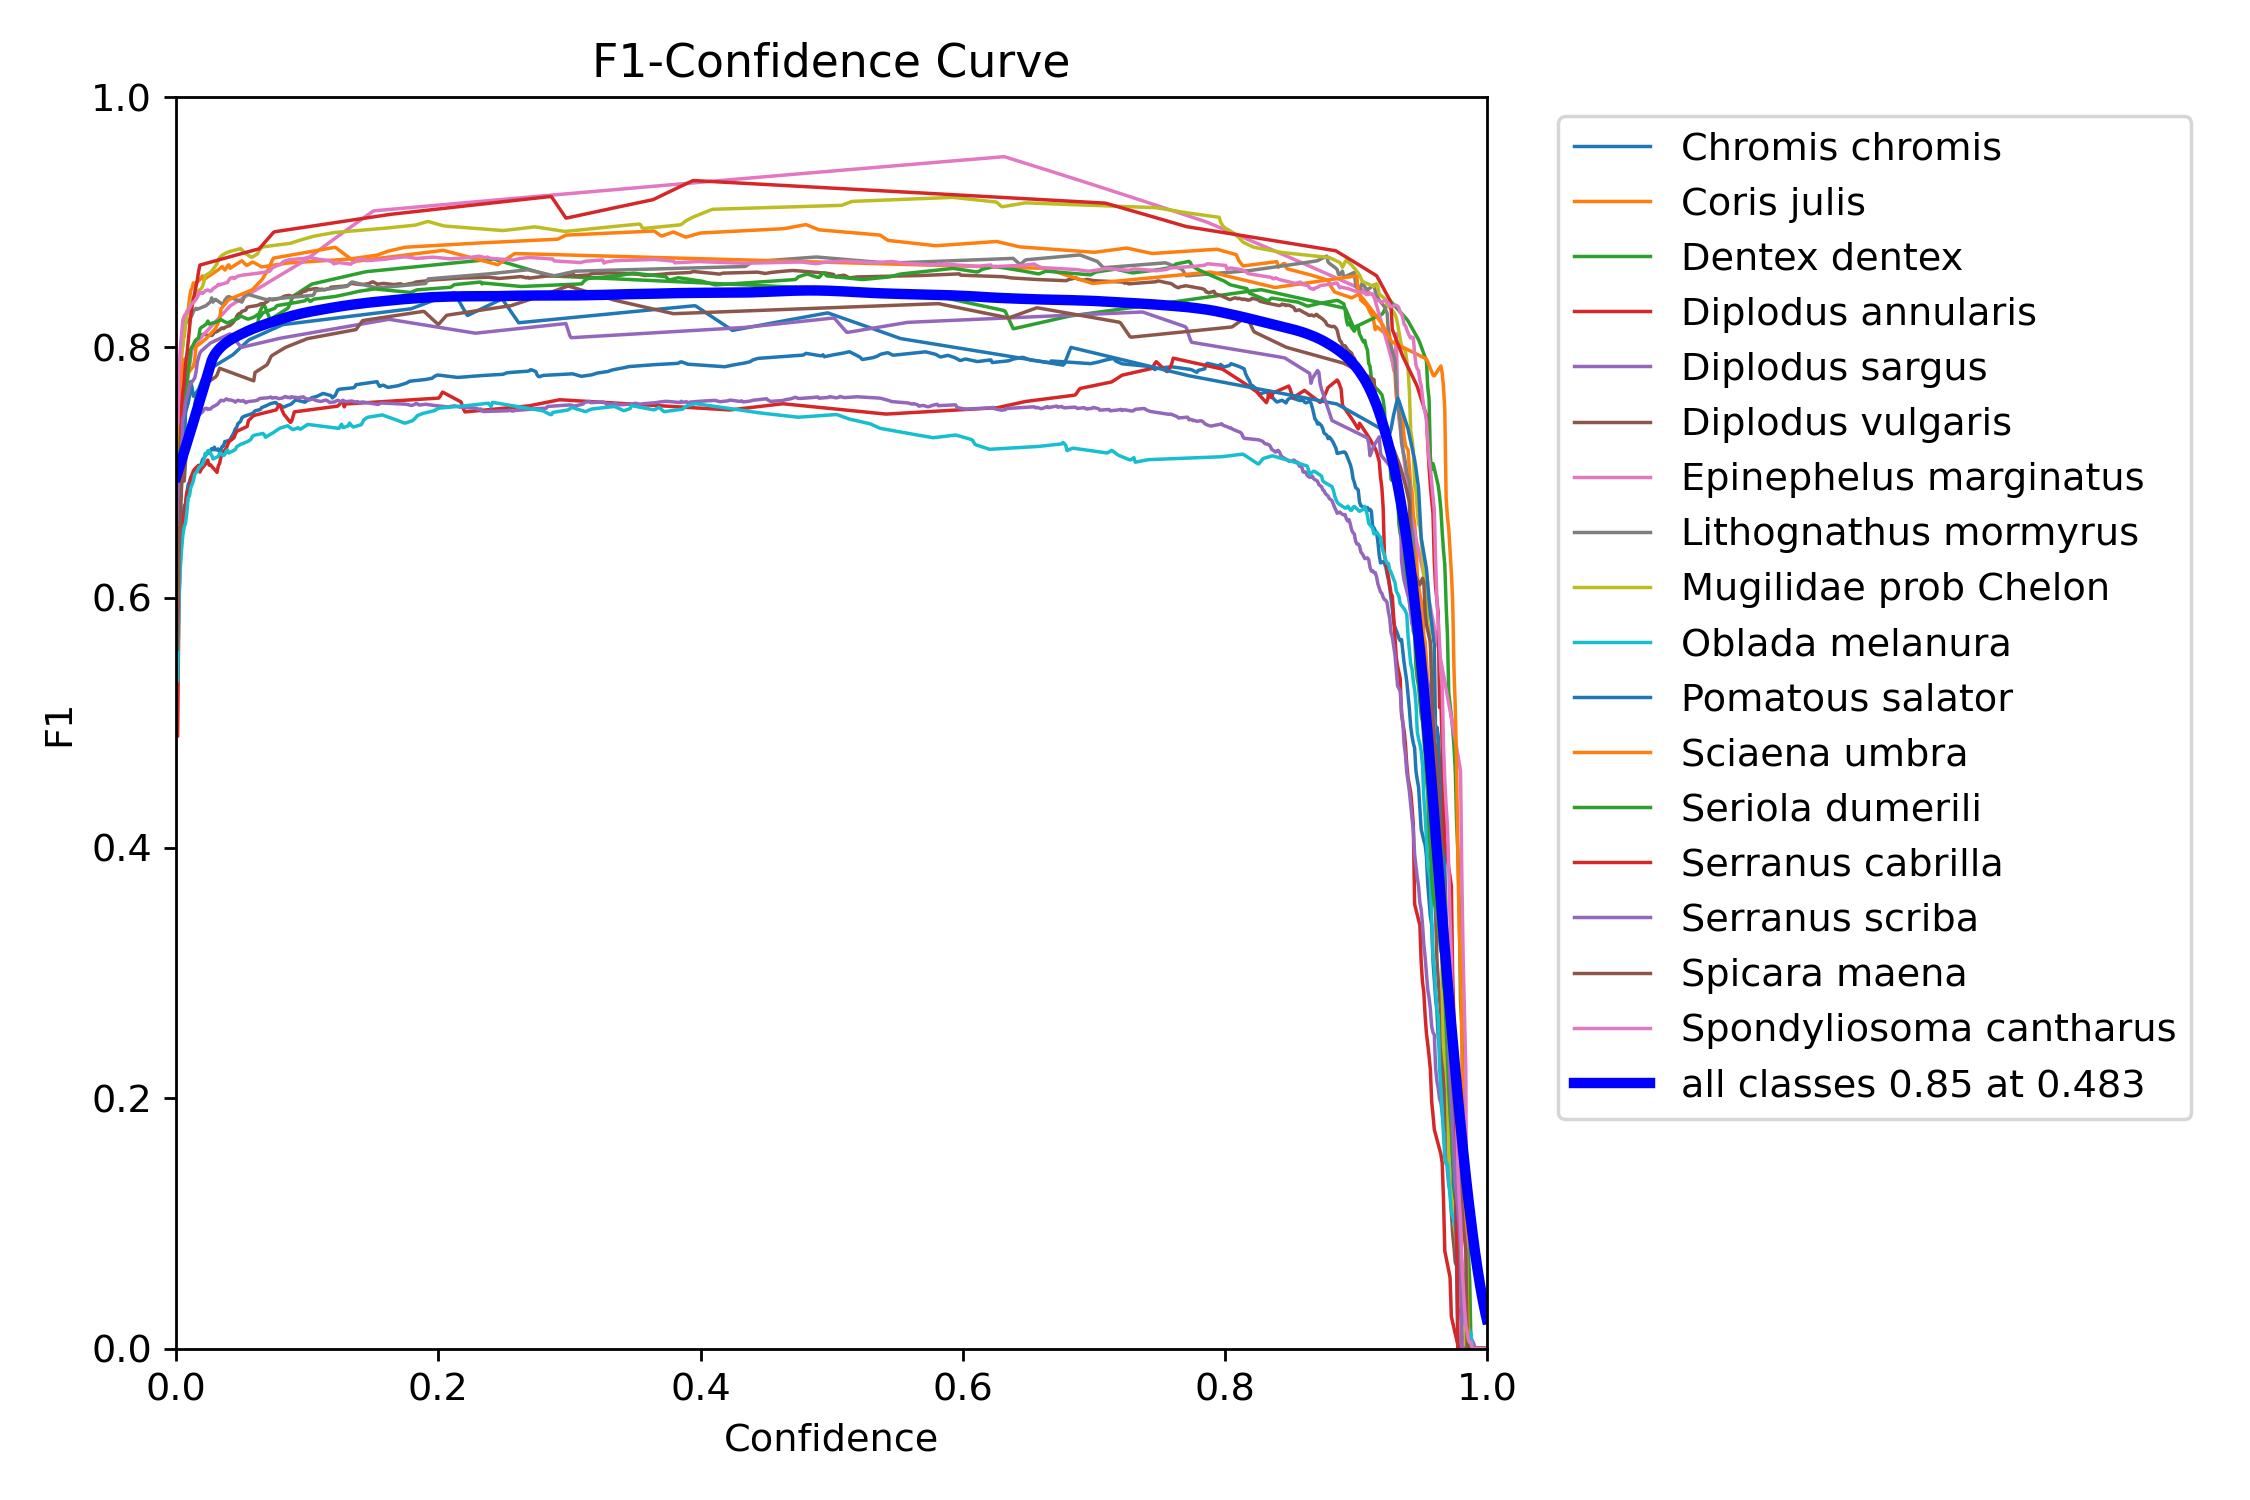 F1-Confidence Curve
1.0
0.8
0.6
0.4
0.2
0.0
F1
0.0 0.2 0.4 0.6 0.8 1.0
Confidence
Chromis chromis
Coris julis
Dentex dentex
Diplodus annularis
Diplodus sargus
Diplodus vulgaris
Epinephelus marginatus
Lithognathus mormyrus
Mugilidae prob Chelon
Oblada melanura
Pomatous salator
Sciaena umbra
Seriola dumerili
Serranus cabrilla
Serranus scriba
Spicara maena
Spondyliosoma cantharus
all classes 0.85 at 0.483